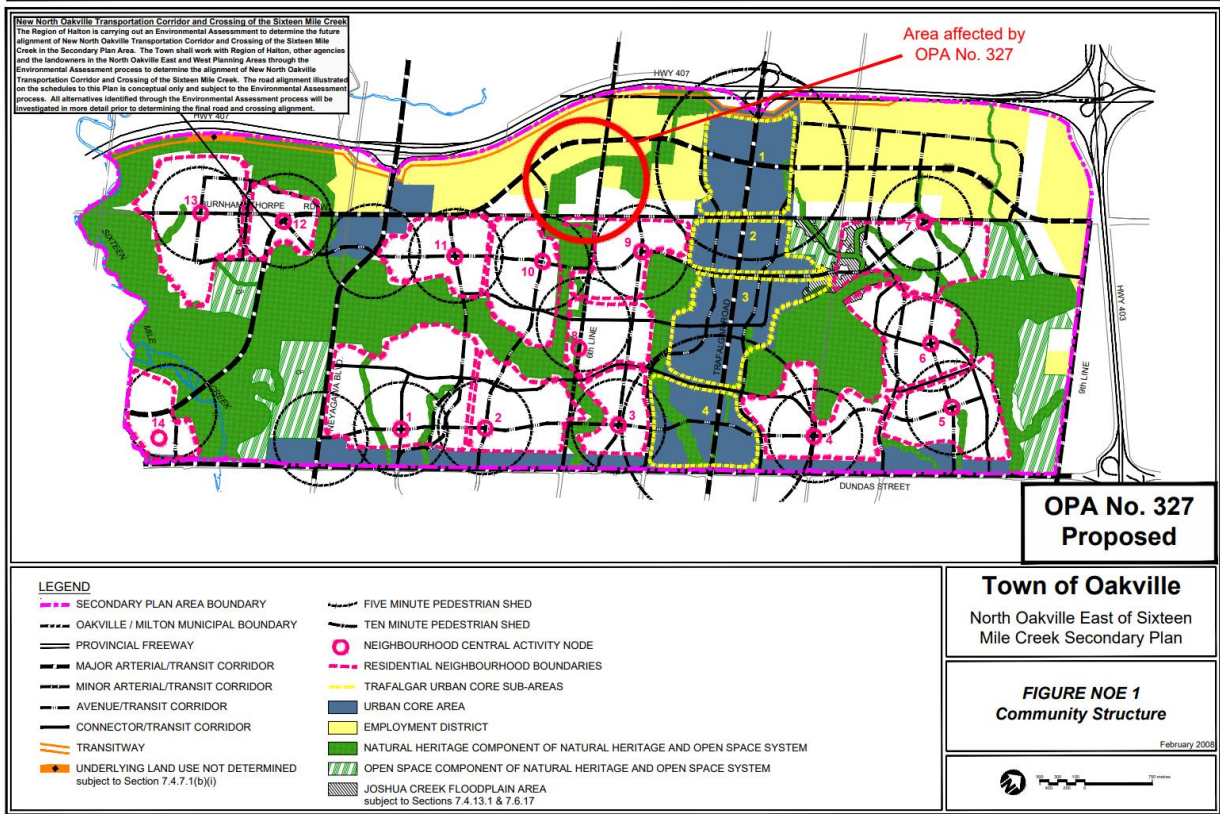 New North Oakville Transportation Corridor and Crossing of the Sixteen Mile Creek
The Region of Halton is carrying out an Environmental Assessmment to determine the future
alignment of New North Oakville Transportation Corridor and Crossing of the Sixteen Mile
Creek in the Secondary Plan Area. The Town shall work with Region of Halton, other agencies
and the landowners in the North Oakville East and West Planning Areas through the
Environmental Assessment process to determine the alignment of New North Oakville
Transportation Corridor and Crossing of the Sixteen Mile Creek. The road alignment illustrated
on the schedules to this Plan is conceptual only and subject to the Environmental Assessment
process. All alternatives identified through the Environmental Assessment process will be
investigated in more detail prior to determining the final road and crossing alignment.
Area affected by
OPA No. 327
HWY 407
HWY 407
1
13
BURNHAMTHORPE RD. W.
12
11
10
9
2
7
SIXTEEN
MILE
CREEK
CP
CP
3
TRAFALGAR ROAD
6th LINE
6
HWY 403
9th LINE
NEYAGAWA BLVD.
14
1
2
3
4
4
5
DUNDAS STREET
OPA No. 327
Proposed
LEGEND
SECONDARY PLAN AREA BOUNDARY
OAKVILLE / MILTON MUNICIPAL BOUNDARY
PROVINCIAL FREEWAY
MAJOR ARTERIAL/TRANSIT CORRIDOR
MINOR ARTERIAL/TRANSIT CORRIDOR
AVENUE/TRANSIT CORRIDOR
CONNECTOR/TRANSIT CORRIDOR
TRANSITWAY
UNDERLYING LAND USE NOT DETERMINED
subject to Section 7.4.7.1(b)(i)
FIVE MINUTE PEDESTRIAN SHED
TEN MINUTE PEDESTRIAN SHED
NEIGHBOURHOOD CENTRAL ACTIVITY NODE
RESIDENTIAL NEIGHBOURHOOD BOUNDARIES
TRAFALGAR URBAN CORE SUB-AREAS
URBAN CORE AREA
EMPLOYMENT DISTRICT
NATURAL HERITAGE COMPONENT OF NATURAL HERITAGE AND OPEN SPACE SYSTEM
OPEN SPACE COMPONENT OF NATURAL HERITAGE AND OPEN SPACE SYSTEM
JOSHUA CREEK FLOODPLAIN AREA
subject to Sections 7.4.13.1 & 7.6.17
Town of Oakville
North Oakville East of Sixteen
Mile Creek Secondary Plan
FIGURE NOE 1
Community Structure
February 2008